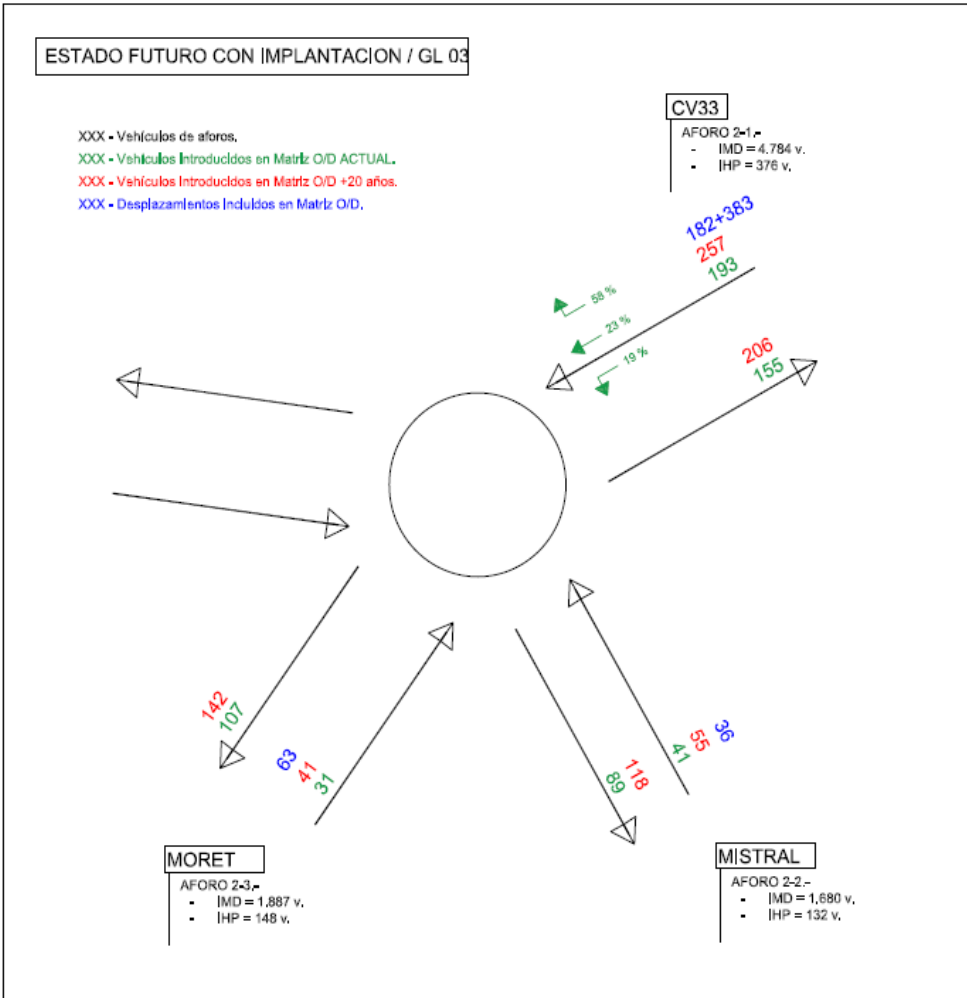 ESTADO FUTURO CON IMPLANTACION / GL 03
CV33
AFORO 2-1.-
- IMD = 4.784 v.
- IHP = 376 v.
XXX - Vehículos de aforos.
XXX - Vehículos Introducidos en Matriz O/D ACTUAL.
XXX - Vehículos Introducidos en Matriz O/D +20 años.
XXX - Desplazamientos Incluidos en Matriz O/D.
182+383
257
193
58 %
23 %
19 %
206
155
142
107
63
41
31
89
118
41
55
36
MORET
AFORO 2-3.-
- IMD = 1.887 v.
- IHP = 148 v.
MISTRAL
AFORO 2-2.-
- IMD = 1.680 v.
- IHP = 132 v.